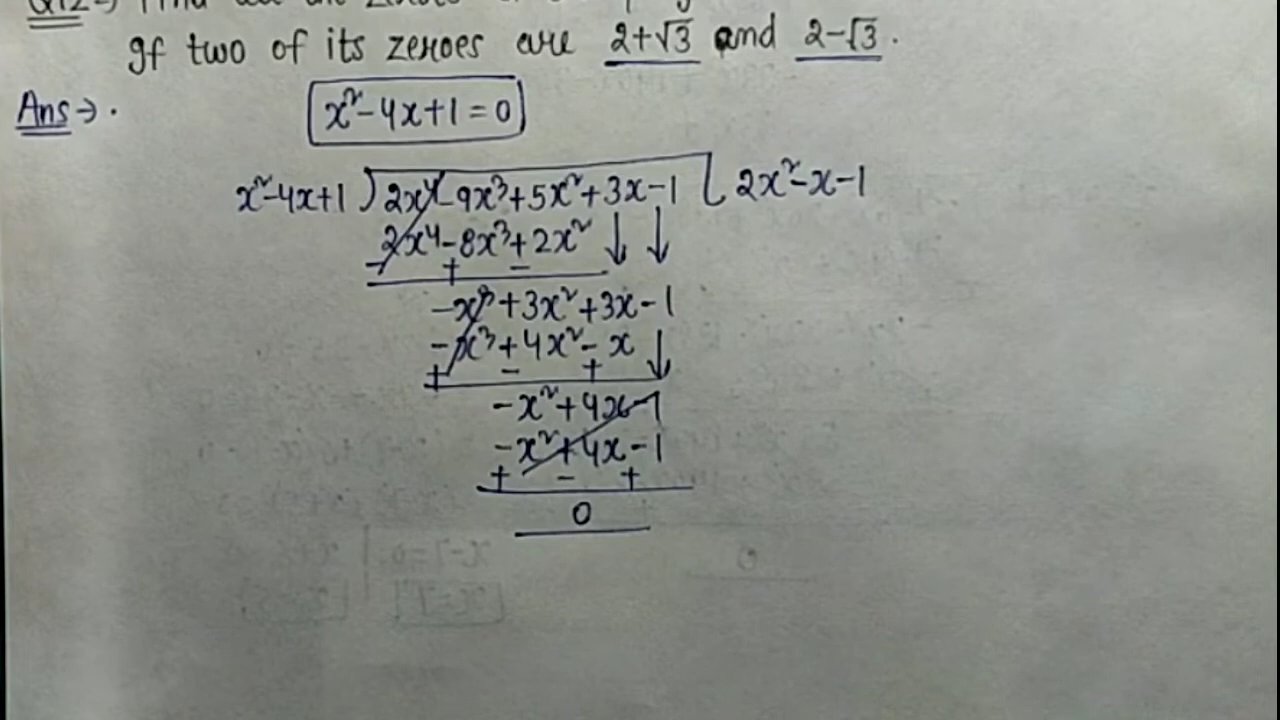 If two of its zeroes are 2+√3 and 2-√3.
Ans → .
x²-4x+1=0
x²-4x+1 ) 2x⁴-9x³+5x²+3x-1 ( 2x²-x-1
2x⁴-8x³+2x² ↓ ↓
- + -
-x³+3x²+3x-1
-x³+4x²-x ↓
+ - +
-x²+4x-1
-x²+4x-1
+ - +
0